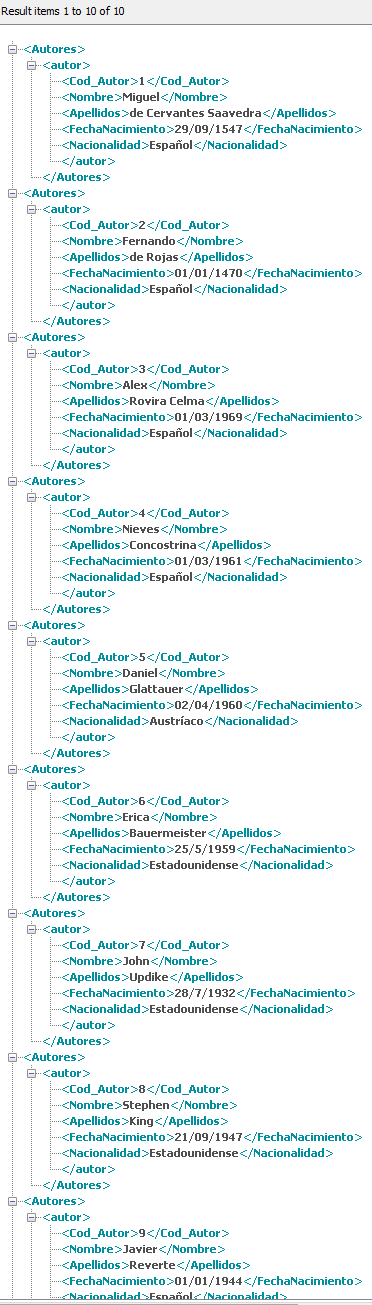 Result items 1 to 10 of 10
<Autores>
<autor>
<Cod_Autor>1</Cod_Autor>
<Nombre>Miguel</Nombre>
<Apellidos>de Cervantes Saavedra</Apellidos>
<FechaNacimiento>29/09/1547</FechaNacimiento>
<Nacionalidad>Español</Nacionalidad>
</autor>
</Autores>
<Autores>
<autor>
<Cod_Autor>2</Cod_Autor>
<Nombre>Fernando</Nombre>
<Apellidos>de Rojas</Apellidos>
<FechaNacimiento>01/01/1470</FechaNacimiento>
<Nacionalidad>Español</Nacionalidad>
</autor>
</Autores>
<Autores>
<autor>
<Cod_Autor>3</Cod_Autor>
<Nombre>Alex</Nombre>
<Apellidos>Rovira Celma</Apellidos>
<FechaNacimiento>01/03/1969</FechaNacimiento>
<Nacionalidad>Español</Nacionalidad>
</autor>
</Autores>
<Autores>
<autor>
<Cod_Autor>4</Cod_Autor>
<Nombre>Nieves</Nombre>
<Apellidos>Concostrina</Apellidos>
<FechaNacimiento>01/03/1961</FechaNacimiento>
<Nacionalidad>Español</Nacionalidad>
</autor>
</Autores>
<Autores>
<autor>
<Cod_Autor>5</Cod_Autor>
<Nombre>Daniel</Nombre>
<Apellidos>Glattauer</Apellidos>
<FechaNacimiento>02/04/1960</FechaNacimiento>
<Nacionalidad>Austríaco</Nacionalidad>
</autor>
</Autores>
<Autores>
<autor>
<Cod_Autor>6</Cod_Autor>
<Nombre>Erica</Nombre>
<Apellidos>Bauermeister</Apellidos>
<FechaNacimiento>25/5/1959</FechaNacimiento>
<Nacionalidad>Estadounidense</Nacionalidad>
</autor>
</Autores>
<Autores>
<autor>
<Cod_Autor>7</Cod_Autor>
<Nombre>John</Nombre>
<Apellidos>Updike</Apellidos>
<FechaNacimiento>28/7/1932</FechaNacimiento>
<Nacionalidad>Estadounidense</Nacionalidad>
</autor>
</Autores>
<Autores>
<autor>
<Cod_Autor>8</Cod_Autor>
<Nombre>Stephen</Nombre>
<Apellidos>King</Apellidos>
<FechaNacimiento>21/09/1947</FechaNacimiento>
<Nacionalidad>Estadounidense</Nacionalidad>
</autor>
</Autores>
<Autores>
<autor>
<Cod_Autor>9</Cod_Autor>
<Nombre>Javier</Nombre>
<Apellidos>Reverte</Apellidos>
<FechaNacimiento>01/01/1944</FechaNacimiento>
<Nacionalidad>Español</Nacionalidad>